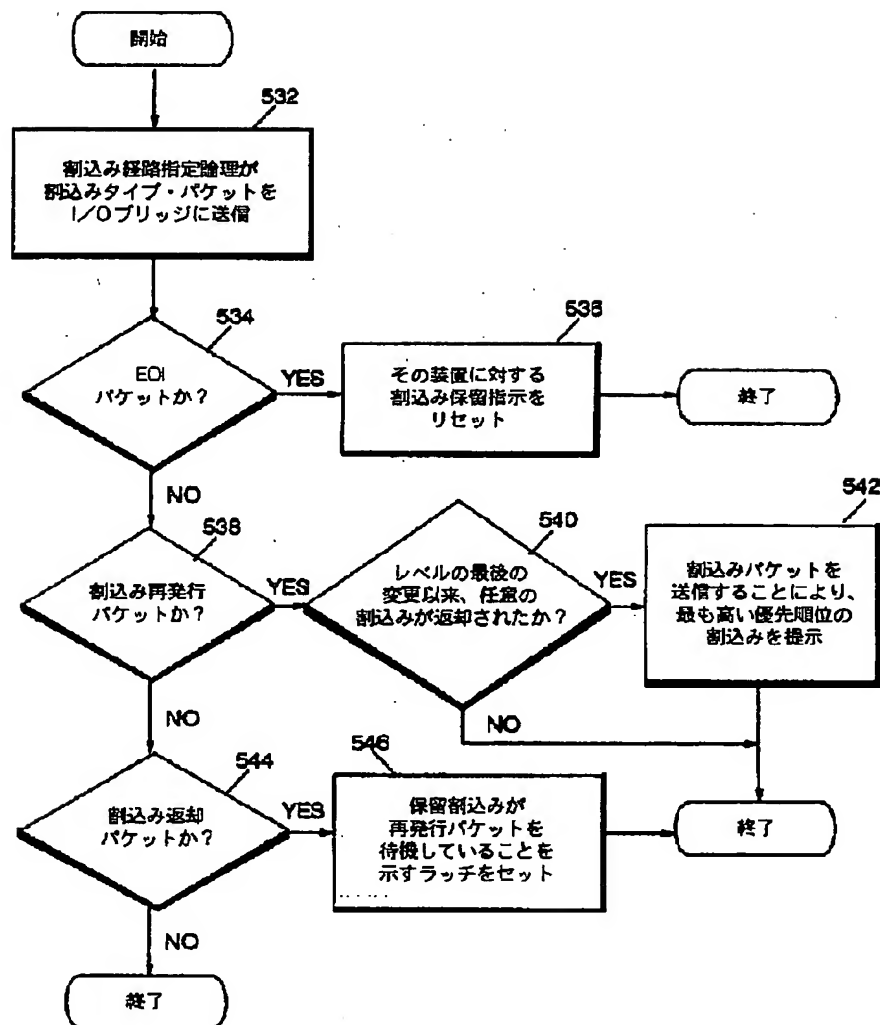 開始
532
割込み経路指定論理が
割込みタイプ・パケットを
I/Oブリッジに送信
534
EOI
パケットか?
YES
536
その装置に対する
割込み保留指示を
リセット
終了
NO
538
割込み再発行
パケットか?
YES
540
レベルの最後の
変更以来、任意の
割込みが返却されたか?
YES
542
割込みパケットを
送信することにより、
最も高い優先順位の
割込みを提示
NO
NO
544
割込み返却
パケットか?
YES
546
保留割込みが
再発行パケットを
待機していることを
示すラッチをセット
終了
NO
終了